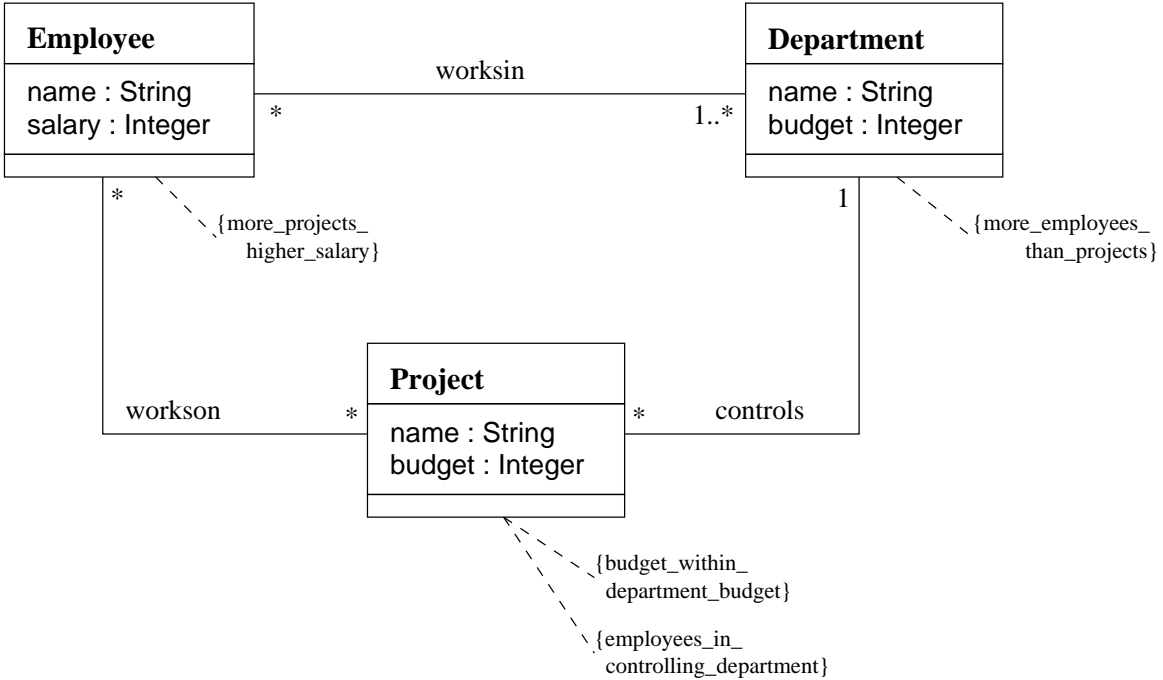 Employee
name : String
salary : Integer
worksin
*
1..*
Department
name : String
budget : Integer
*
{more_projects_
higher_salary}
1
{more_employees_
than_projects}
workson
*
Project
name : String
budget : Integer
*
controls
{budget_within_
department_budget}
{employees_in_
controlling_department}